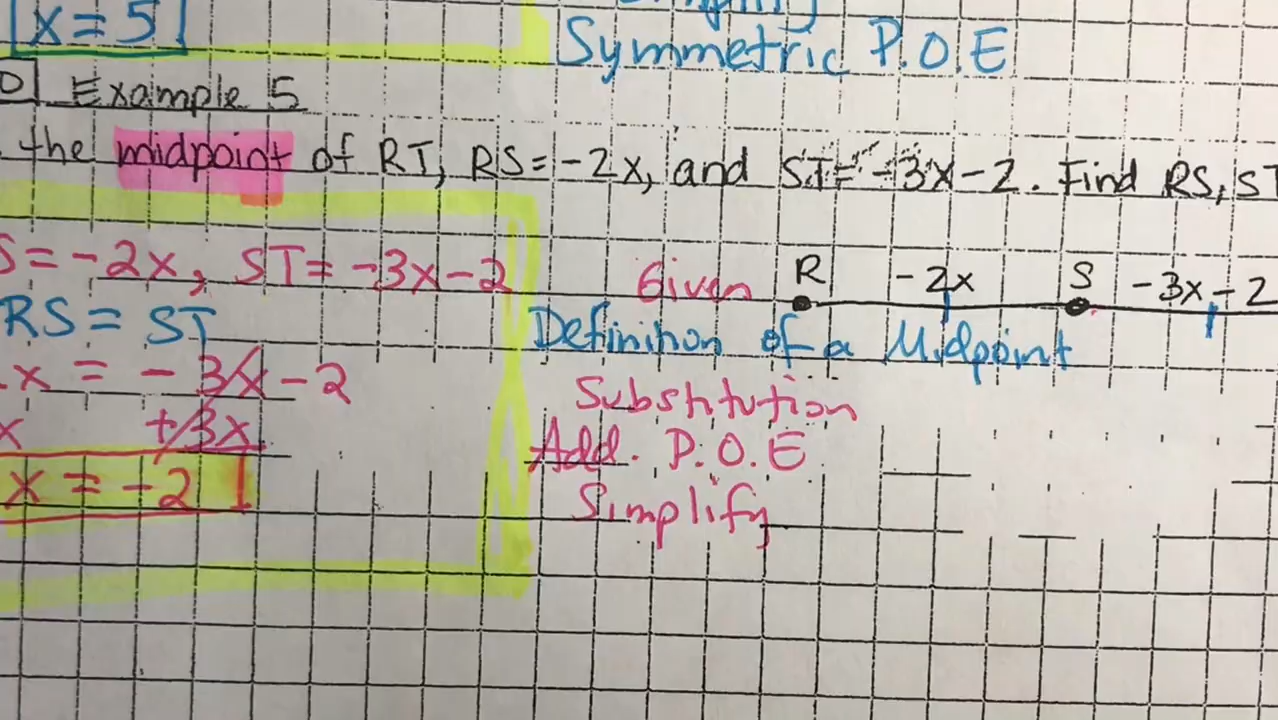 x = 5
Symmetric P.O.E
Example 5
the midpoint of RT, RS = -2x, and ST = -3x-2. Find RS, ST
S = -2x, ST = -3x-2 Given
R -2x S -3x-2
RS = ST Definition of a Midpoint
x = -3x-2 Substitution
x +3x Add. P.O.E
x = -2 Simplify